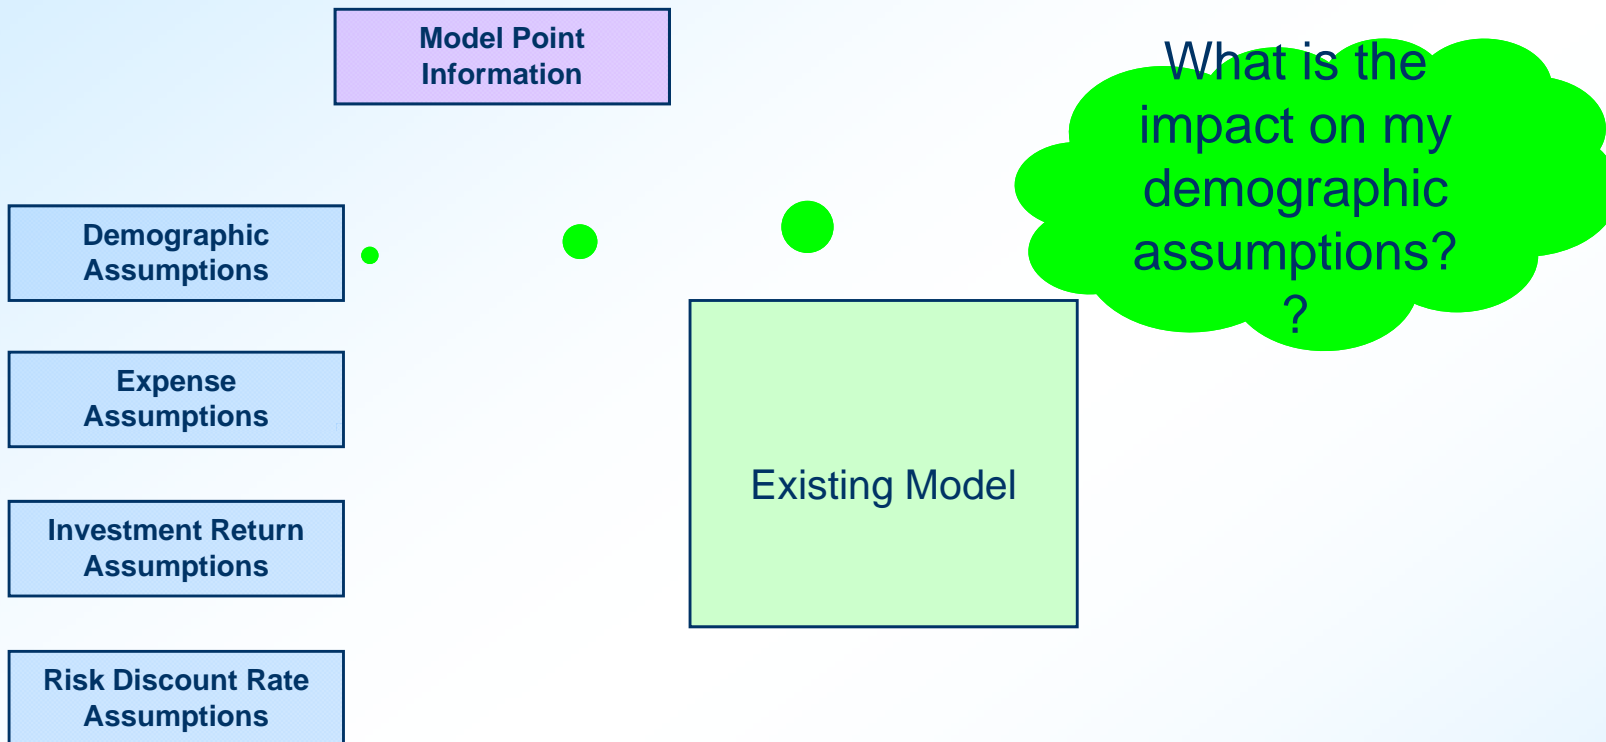 Model Point
Information
What is the
impact on my
demographic
assumptions?
?
Demographic
Assumptions
Expense
Assumptions
Existing Model
Investment Return
Assumptions
Risk Discount Rate
Assumptions